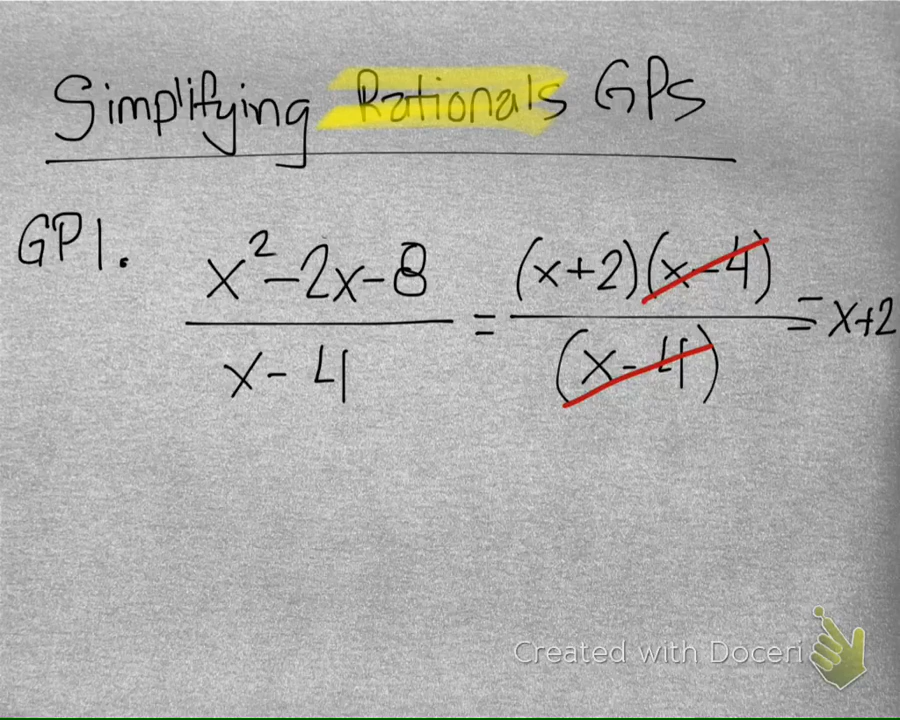 Simplifying Rationals GPs
GP1.
x²-2x-8 / x-4 = (x+2)(x-4) / (x-4) = x+2
Created with Doceri